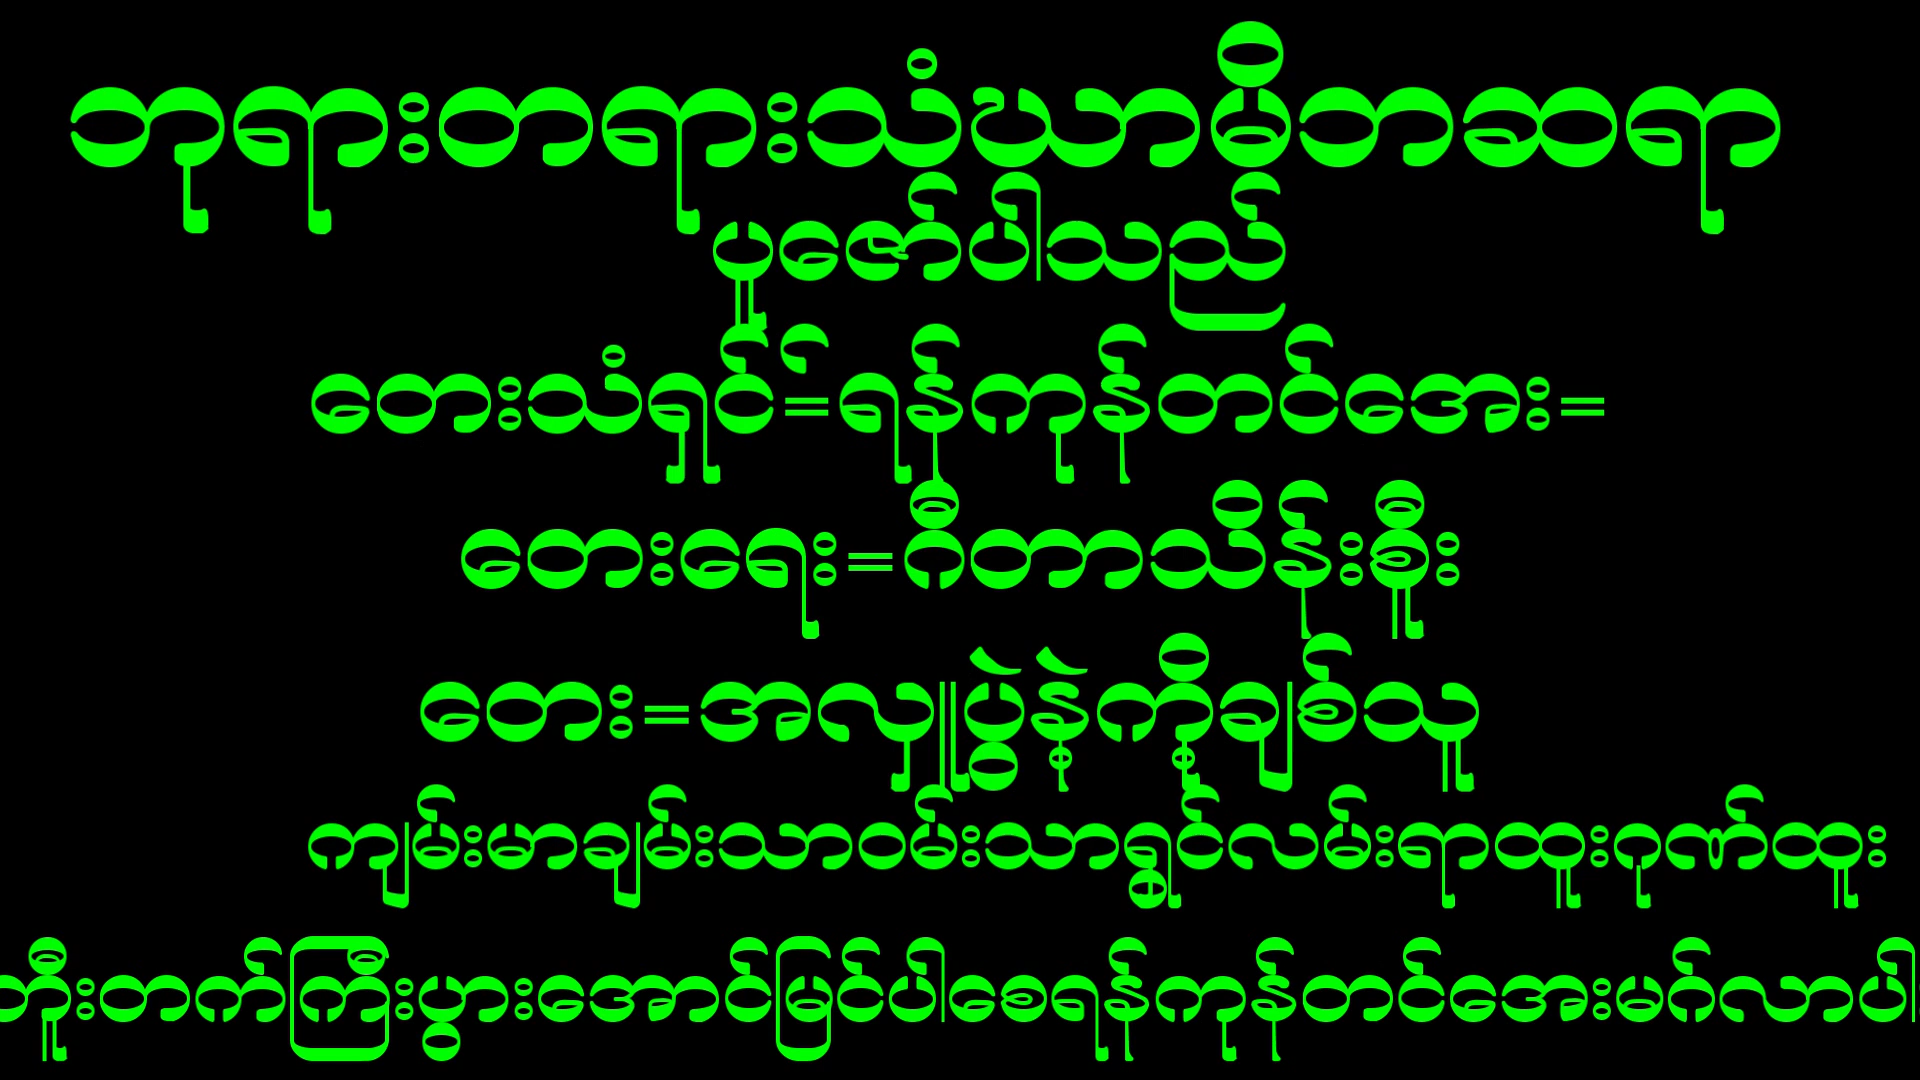 ဘုရားတရားသံဃာမိဘဆရာ
ပူဇော်ပါသည်
တေးသံရှင််=ရန်ကုန်တင်အေး=
တေးရေး=ဂီတာသိန်းစီူး
တေး=အလှူပွဲနဲ့ကို့ချစ်သူ
ကျမ်းမာချမ်းသာဝမ်းသာရွှင်လမ်းရာထူးဂုဏ်ထူး
တက်ကြီးပွားအောင်မြင်ပါစေရန်ကုန်တင်အေးမဂ်လာပါ